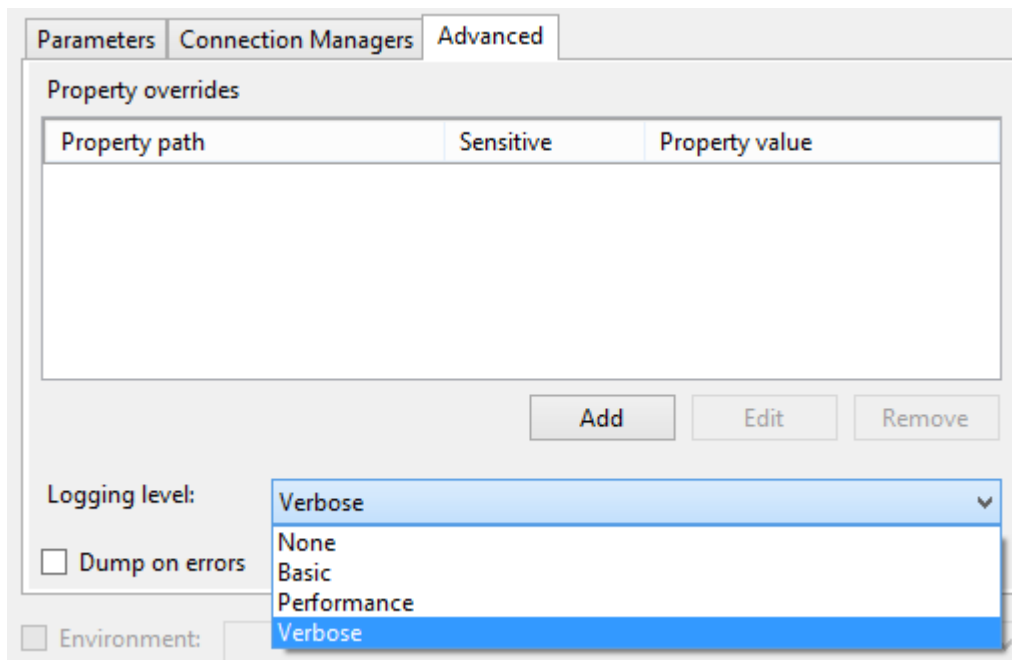 Parameters Connection Managers Advanced
Property overrides
Property path Sensitive Property value
Add Edit Remove
Logging level: Verbose
None
Dump on errors
Basic
Performance
Verbose
Environment: